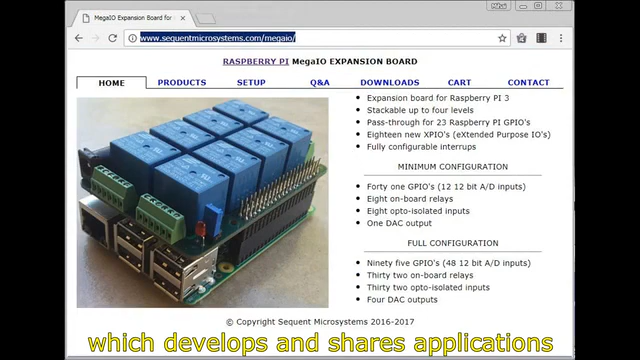 MegaIO Expansion Board for
www.sequentmicrosystems.com/megaio/
RASPBERRY PI MegaIO EXPANSION BOARD
HOME PRODUCTS SETUP Q&A DOWNLOADS CART CONTACT
Expansion board for Raspberry PI 3
Stackable up to four levels
Pass-through for 23 Raspberry PI GPIO's
Eighteen new XPIO's (eXtended Purpose IO's)
Fully configurable interrups
MINIMUM CONFIGURATION
Forty one GPIO's (12 12 bit A/D inputs)
Eight on-board relays
Eight opto-isolated inputs
One DAC output
FULL CONFIGURATION
Ninety five GPIO's (48 12 bit A/D inputs)
Thirty two on-board relays
Thirty two opto-isolated inputs
Four DAC outputs
© Copyright Sequent Microsystems 2016-2017
which develops and shares applications